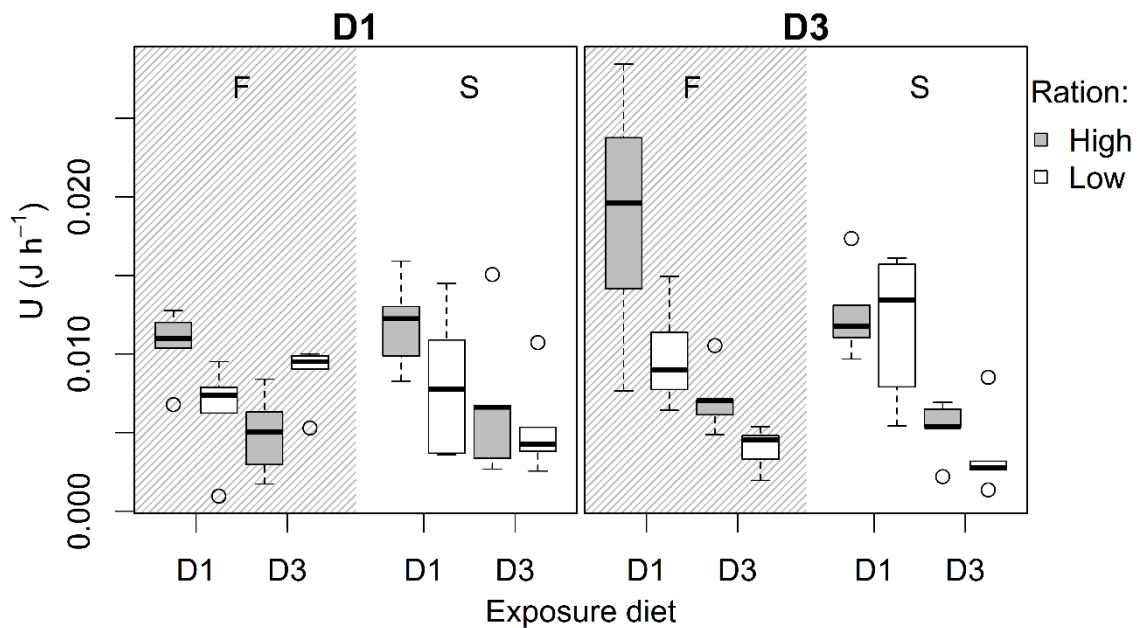 D1 D3
F S F S
Ration:
High
Low
U (J h⁻¹)
0.020
0.010
0.000
D1 D3 D1 D3 D1 D3 D1 D3
Exposure diet